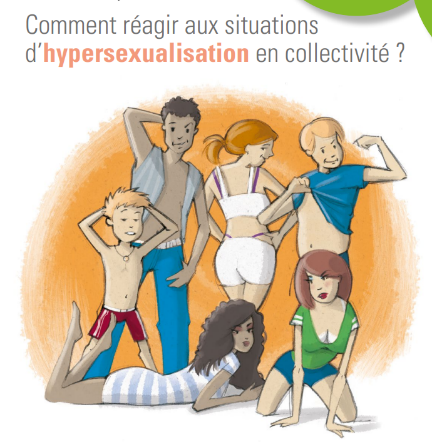 Comment réagir aux situations
d'hypersexualisation en collectivité ?